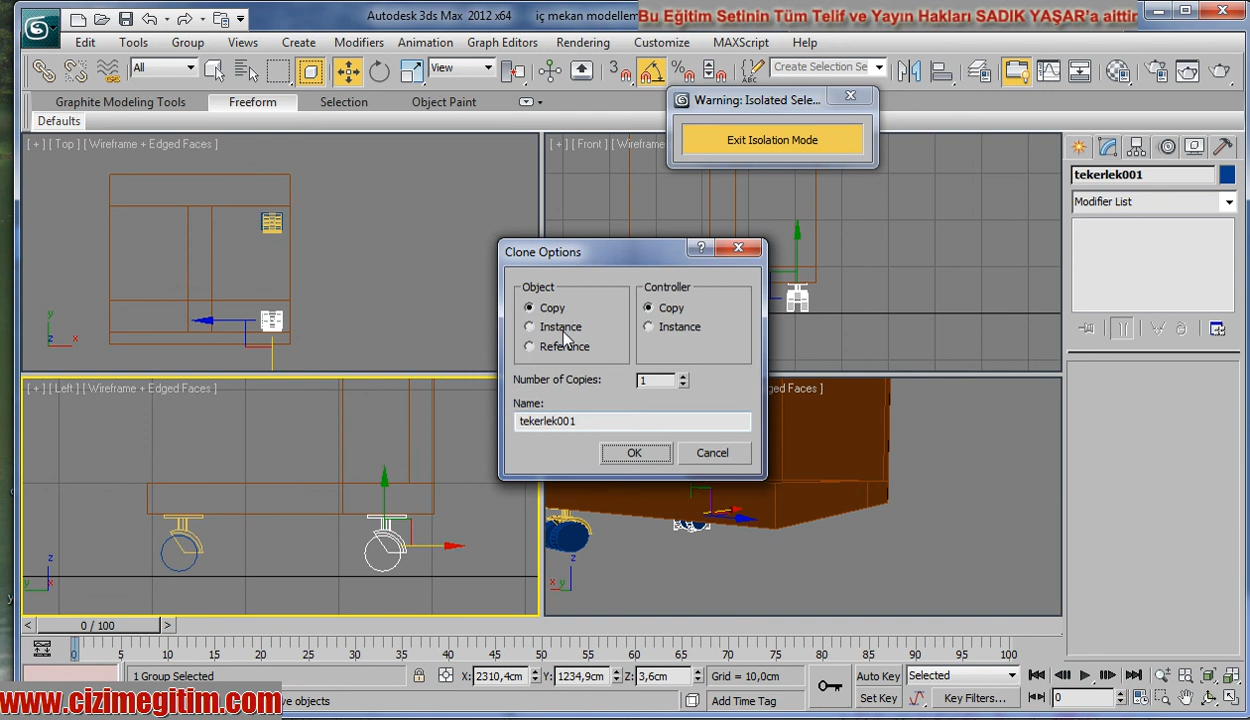 Autodesk 3ds Max 2012 x64
iç mekan modellem
Bu Eğitim Setinin Tüm Telif ve Yayın Hakları SADIK YAŞAR'a aittir
Edit Tools Group Views Create Modifiers Animation Graph Editors Rendering Customize MAXScript Help
All
View
3
ABC
Create Selection Se
Graphite Modeling Tools Freeform Selection Object Paint
Warning: Isolated Sele...
Defaults
Exit Isolation Mode
[ + ] [ Top ] [ Wireframe + Edged Faces ]
[ + ] [ Front ] [ Wirefram
tekerlek001
Modifier List
Clone Options
Object
Controller
Copy
Copy
Instance
Instance
Reference
Number of Copies: 1
Name:
tekerlek001
OK
Cancel
y
z
x
[ + ] [ Left ] [ Wireframe + Edged Faces ]
ged Faces ]
z
y
x
z
x
y
< 0 / 100 >
0 5 10 15 20 25 30 35 40 45 50 55 60 65 70 75 80 85 90 95 100
1 Group Selected
X: 2310,4cm
Y: 1234,9cm
Z: 3,6cm
Grid = 10,0cm
Auto Key
Selected
www.cizimegitim.com
ve objects
Add Time Tag
Set Key
Key Filters...
0